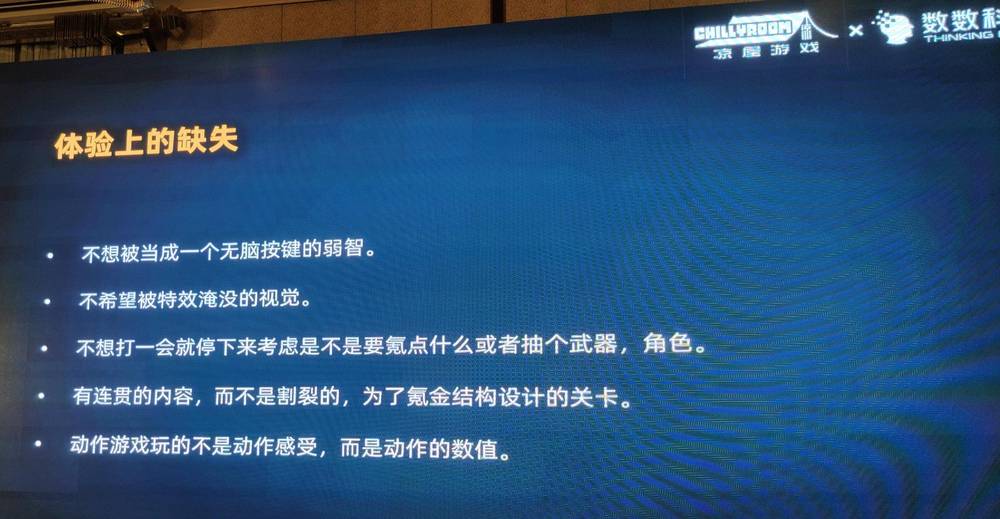 CHILLYROOM × 数数科
凉屋游戏 THINKING
体验上的缺失
• 不想被当成一个无脑按键的弱智。
• 不希望被特效淹没的视觉。
• 不想打一会就停下来考虑是不是要氪点什么或者抽个武器，角色。
• 有连贯的内容，而不是割裂的，为了氪金结构设计的关卡。
• 动作游戏玩的不是动作感受，而是动作的数值。